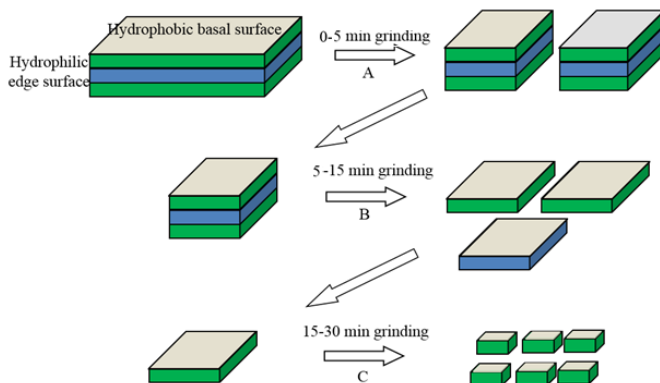 Hydrophobic basal surface
Hydrophilic
edge surface
0-5 min grinding
A
5 -15 min grinding
B
15-30 min grinding
C